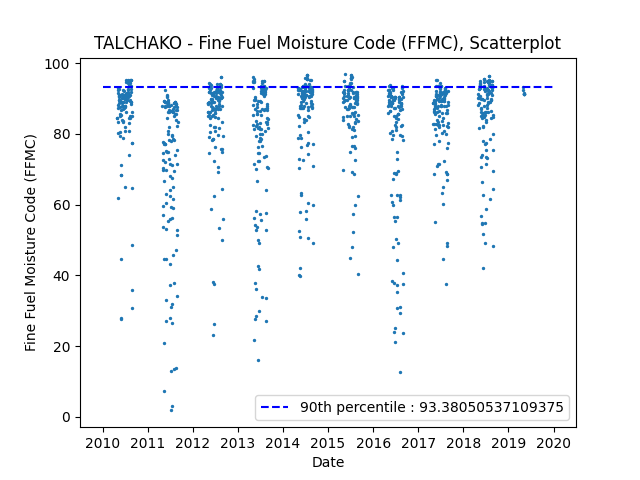 TALCHAKO - Fine Fuel Moisture Code (FFMC), Scatterplot
Fine Fuel Moisture Code (FFMC)
100
80
60
40
20
0
90th percentile : 93.38050537109375
2010 2011 2012 2013 2014 2015 2016 2017 2018 2019 2020
Date